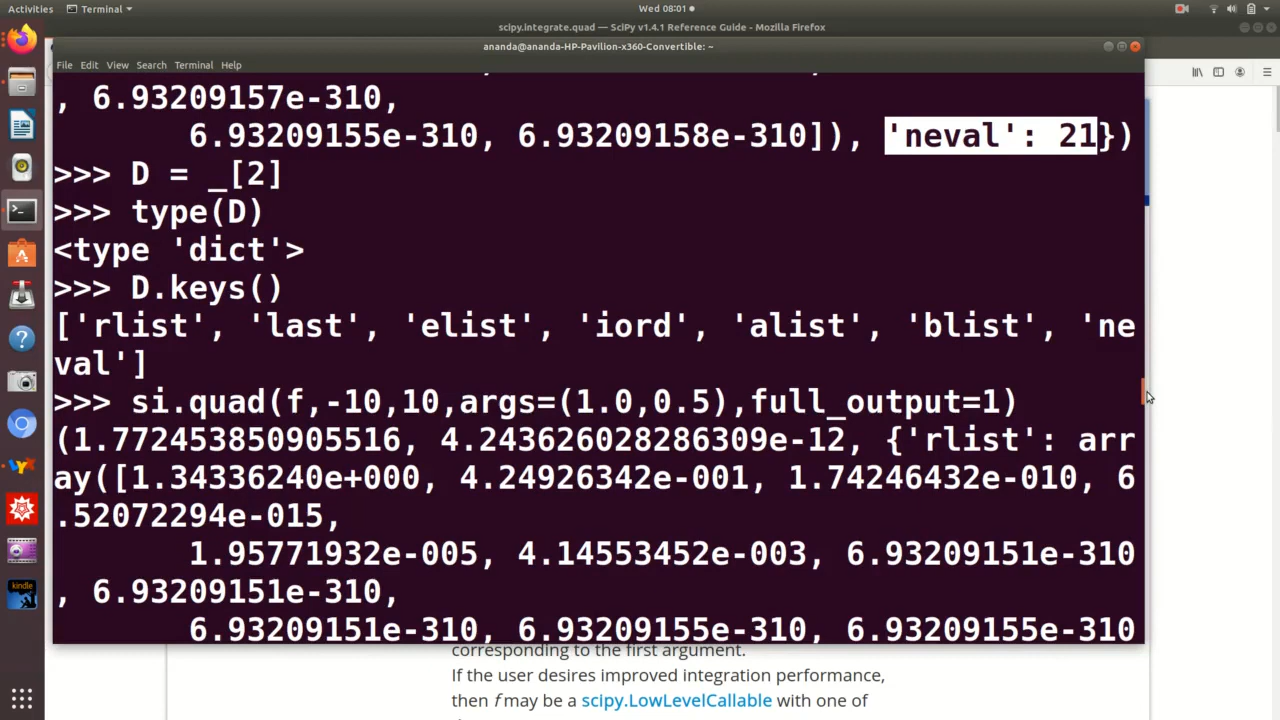 Activities
Terminal
Wed 08:01
scipy.integrate.quad — SciPy v1.4.1 Reference Guide - Mozilla Firefox
ananda@ananda-HP-Pavilion-x360-Convertible: ~
File Edit View Search Terminal Help
, 6.93209157e-310,
6.93209155e-310, 6.93209158e-310]), 'neval': 21})
>>> D = _[2]
>>> type(D)
<type 'dict'>
>>> D.keys()
['rlist', 'last', 'elist', 'iord', 'alist', 'blist', 'ne
val']
>>> si.quad(f,-10,10,args=(1.0,0.5),full_output=1)
(1.772453850905516, 4.243626028286309e-12, {'rlist': arr
ay([1.34336240e+000, 4.24926342e-001, 1.74246432e-010, 6
.52072294e-015,
1.95771932e-005, 4.14553452e-003, 6.93209151e-310
, 6.93209151e-310,
6.93209151e-310, 6.93209155e-310, 6.93209155e-310
corresponding to the first argument.
If the user desires improved integration performance,
then f may be a scipy.LowLevelCallable with one of
kindle